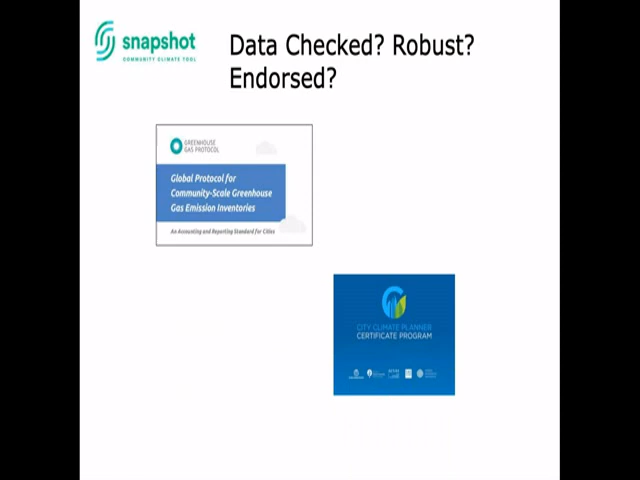 snapshot
COMMUNITY CLIMATE TOOL
Data Checked? Robust?
Endorsed?
GREENHOUSE
GAS PROTOCOL
Global Protocol for
Community-Scale Greenhouse
Gas Emission Inventories
An Accounting and Reporting Standard for Cities
CITY CLIMATE PLANNER
CERTIFICATE PROGRAM